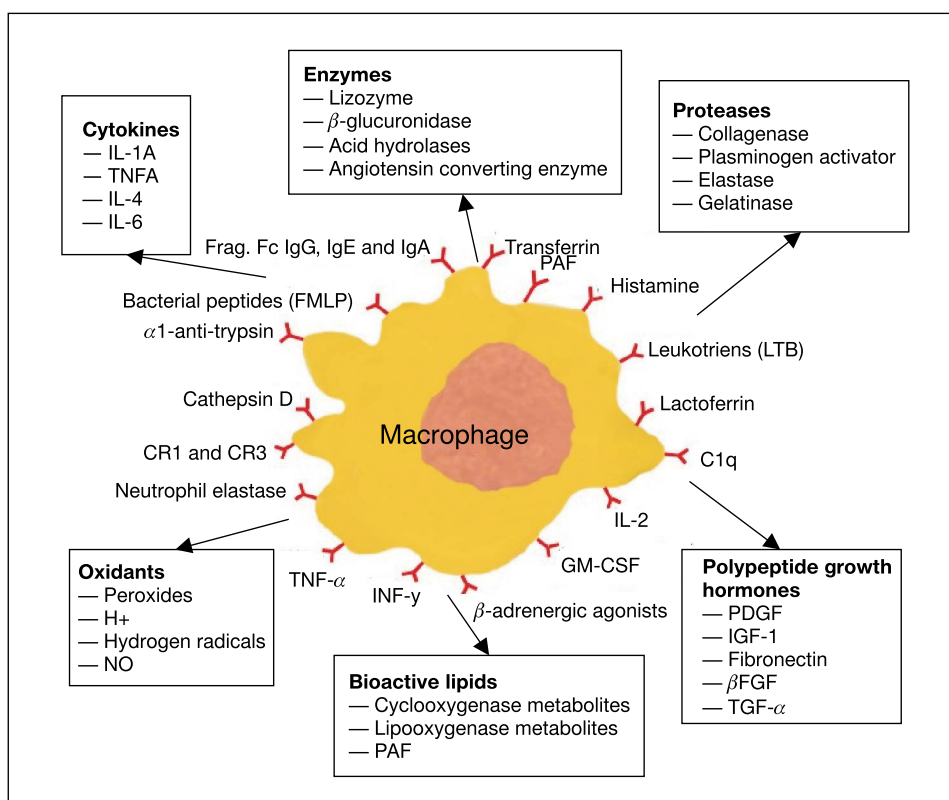 Enzymes
— Lizozyme
— β-glucuronidase
— Acid hydrolases
— Angiotensin converting enzyme
Cytokines
— IL-1A
— TNFA
— IL-4
— IL-6
Proteases
— Collagenase
— Plasminogen activator
— Elastase
— Gelatinase
Frag. Fc IgG, IgE and IgA
Transferrin
PAF
Histamine
Bacterial peptides (FMLP)
α1-anti-trypsin
Leukotriens (LTB)
Cathepsin D
Lactoferrin
Macrophage
CR1 and CR3
C1q
Neutrophil elastase
IL-2
GM-CSF
TNF-α
INF-y
β-adrenergic agonists
Oxidants
— Peroxides
— H+
— Hydrogen radicals
— NO
Polypeptide growth
hormones
— PDGF
— IGF-1
— Fibronectin
— βFGF
— TGF-α
Bioactive lipids
— Cyclooxygenase metabolites
— Lipooxygenase metabolites
— PAF